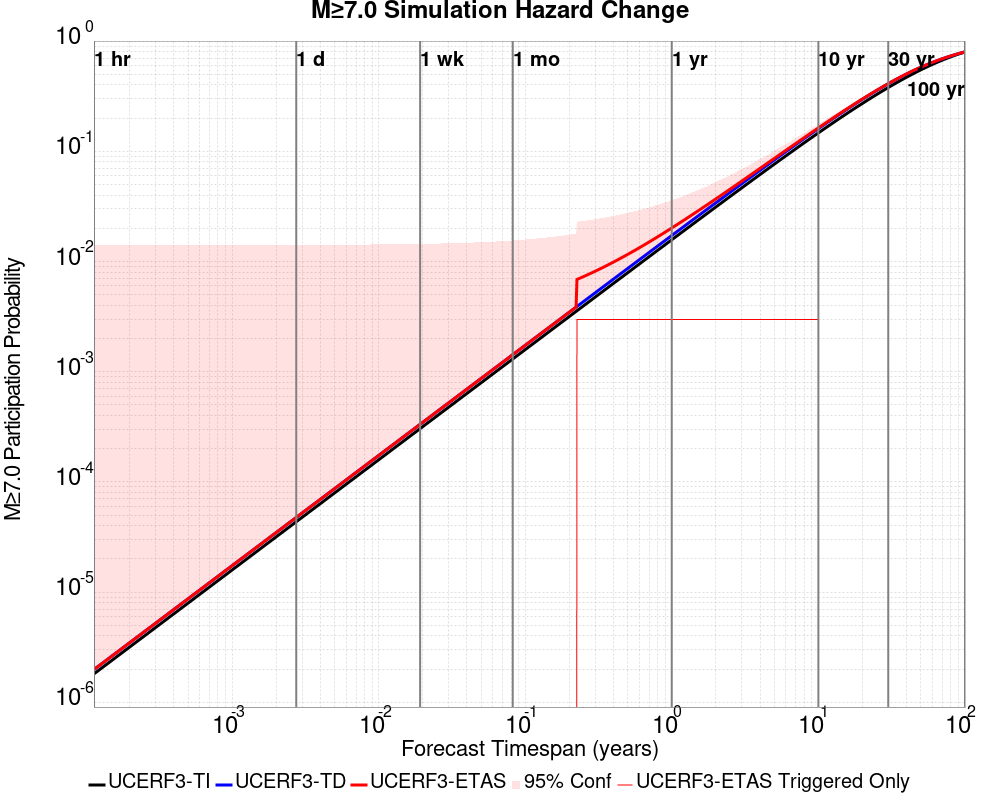 M≥7.0 Simulation Hazard Change
1 hr
1 d
1 wk
1 mo
1 yr
10 yr
30 yr
100 yr
M≥7.0 Participation Probability
10^0
10^-1
10^-2
10^-3
10^-4
10^-5
10^-6
10^-3
10^-2
10^-1
10^0
10^1
10^2
Forecast Timespan (years)
UCERF3-TI UCERF3-TD UCERF3-ETAS 95% Conf UCERF3-ETAS Triggered Only